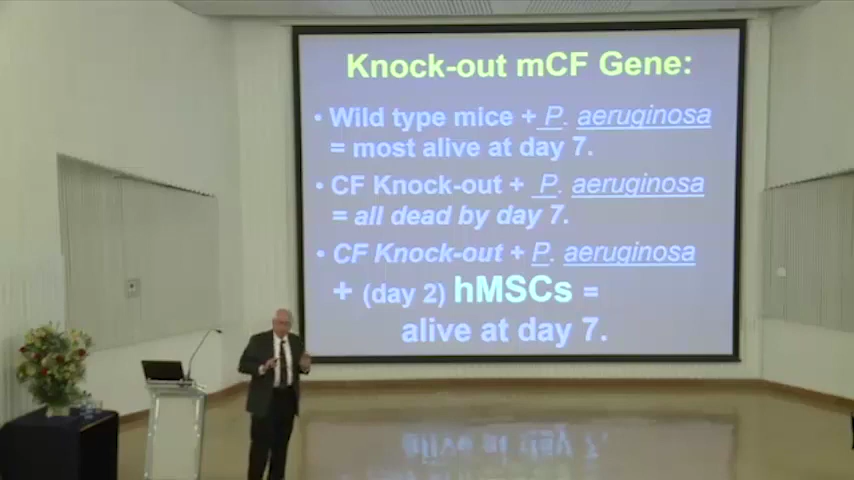 Knock-out mCF Gene:
• Wild type mice + P. aeruginosa
= most alive at day 7.
• CF Knock-out + P. aeruginosa
= all dead by day 7.
• CF Knock-out + P. aeruginosa
+ (day 2) hMSCs =
alive at day 7.